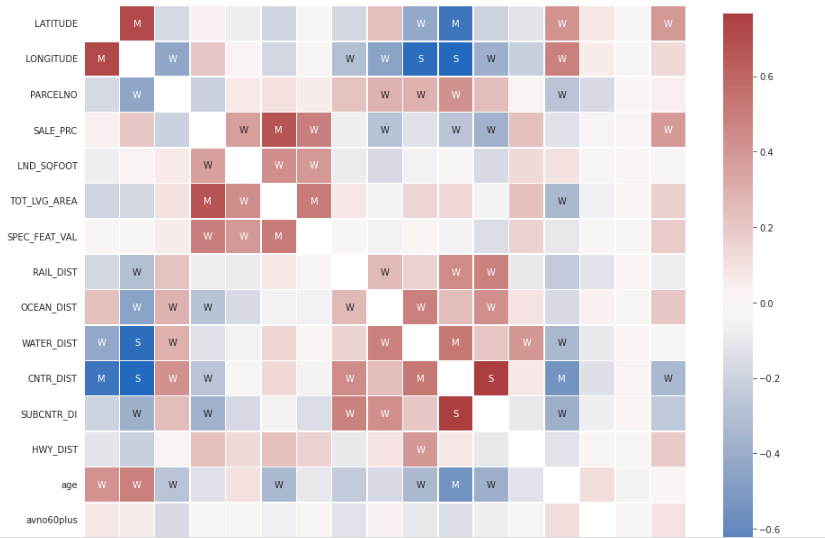 LATITUDE M W M W W
LONGITUDE M W W W S S W W
PARCELNO W W W W W
SALE_PRC W M W W W W W
LND_SQFOOT W W W
TOT_LVG_AREA M W M W
SPEC_FEAT_VAL W W M
RAIL_DIST W W W W
OCEAN_DIST W W W W W W
WATER_DIST W S W W M W W
CNTR_DIST M S W W W M S M W
SUBCNTR_DI W W W W S W
HWY_DIST W
age W W W W W M W
avno60plus
0.6
0.4
0.2
0.0
−0.2
−0.4
−0.6